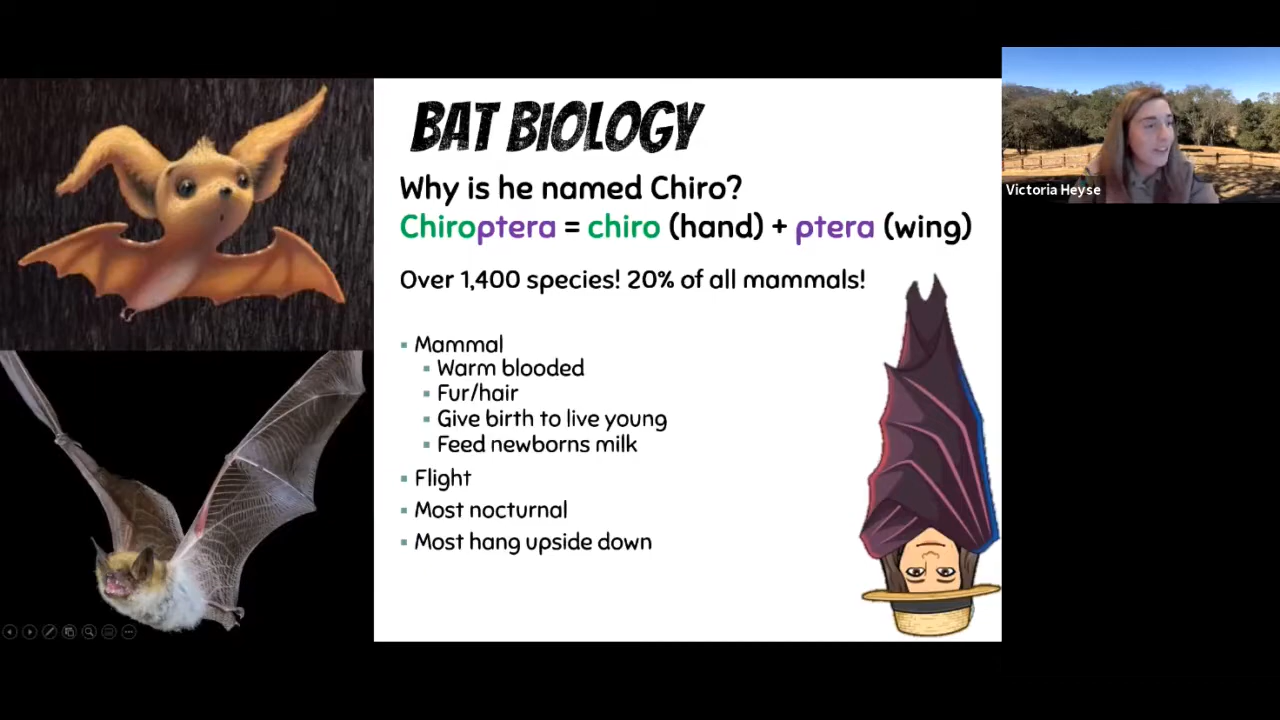 BAT BIOLOGY
Why is he named Chiro?
Chiroptera = chiro (hand) + ptera (wing)
Over 1,400 species! 20% of all mammals!
▪ Mammal
▪ Warm blooded
▪ Fur/hair
▪ Give birth to live young
▪ Feed newborns milk
▪ Flight
▪ Most nocturnal
▪ Most hang upside down
Victoria Heyse